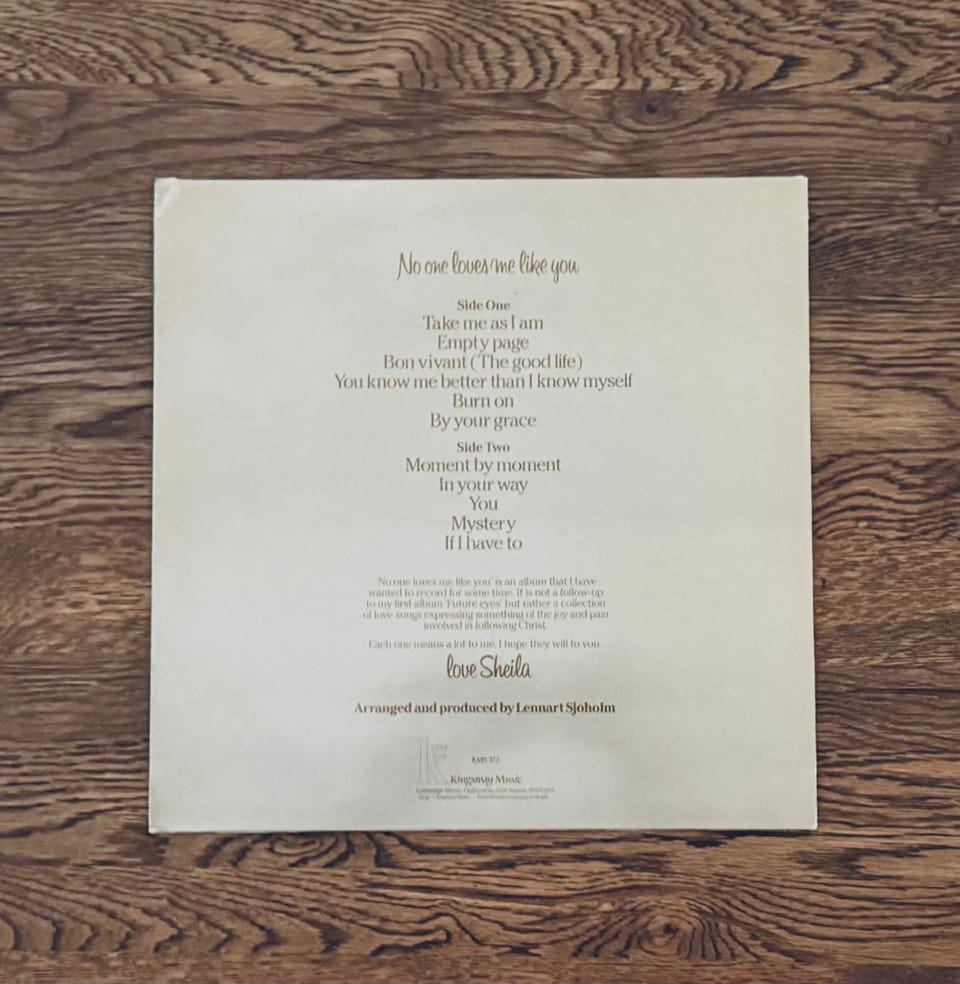 No one loves me like you
Side One
Take me as I am
Empty page
Bon vivant (The good life)
You know me better than I know myself
Burn on
By your grace
Side Two
Moment by moment
In your way
You
Mystery
If I have to
'No one loves me like you' is an album that I have
wanted to record for some time. It is not a follow-up
to my first album 'Future eyes' but rather a collection
of love songs expressing something of the joy and pain
involved in following Christ
Each one means a lot to me, I hope they will to you
love Sheila
Arranged and produced by Lennart Sjöholm
Kingsway Music